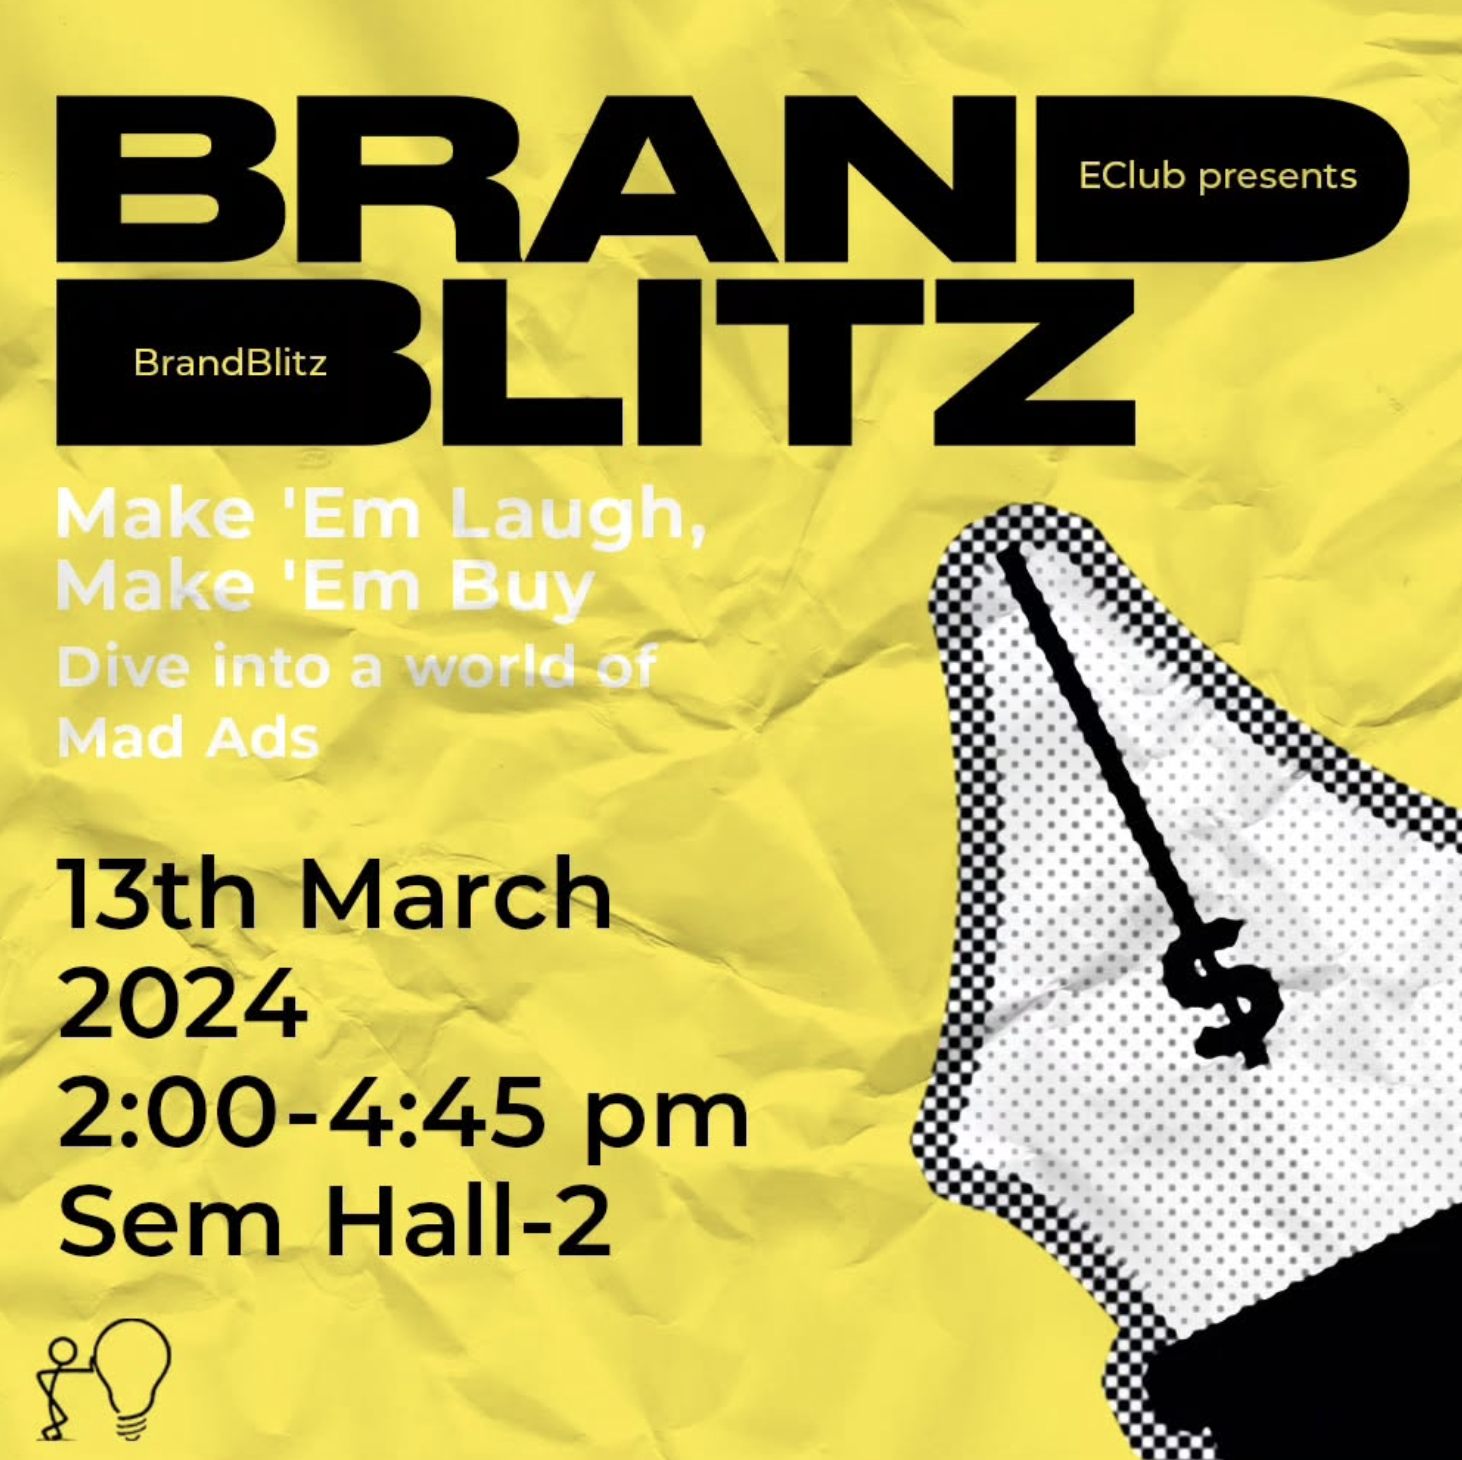 BRAND
EClub presents
BLITZ
BrandBlitz
Make 'Em Laugh,
Make 'Em Buy
Dive into a world of
Mad Ads
13th March
2024
2:00-4:45 pm
Sem Hall-2
$